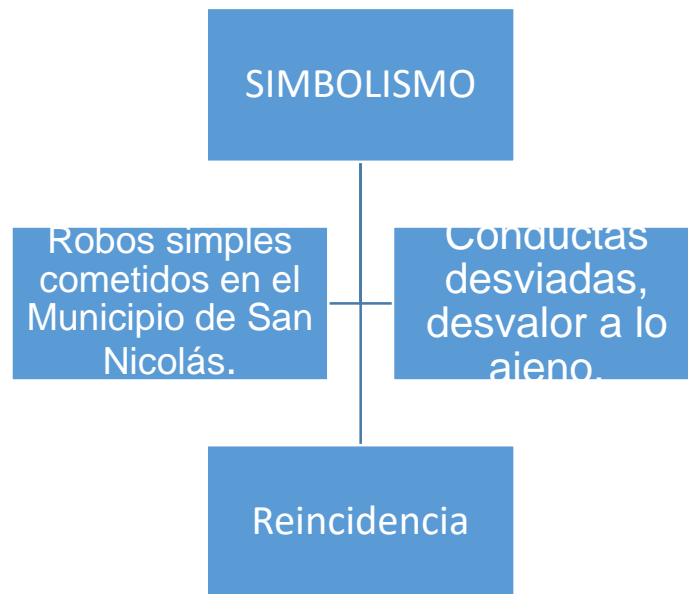 SIMBOLISMO
Robos simples
cometidos en el
Municipio de San
Nicolás.
Conductas
desviadas,
desvalor a lo
ajeno.
Reincidencia